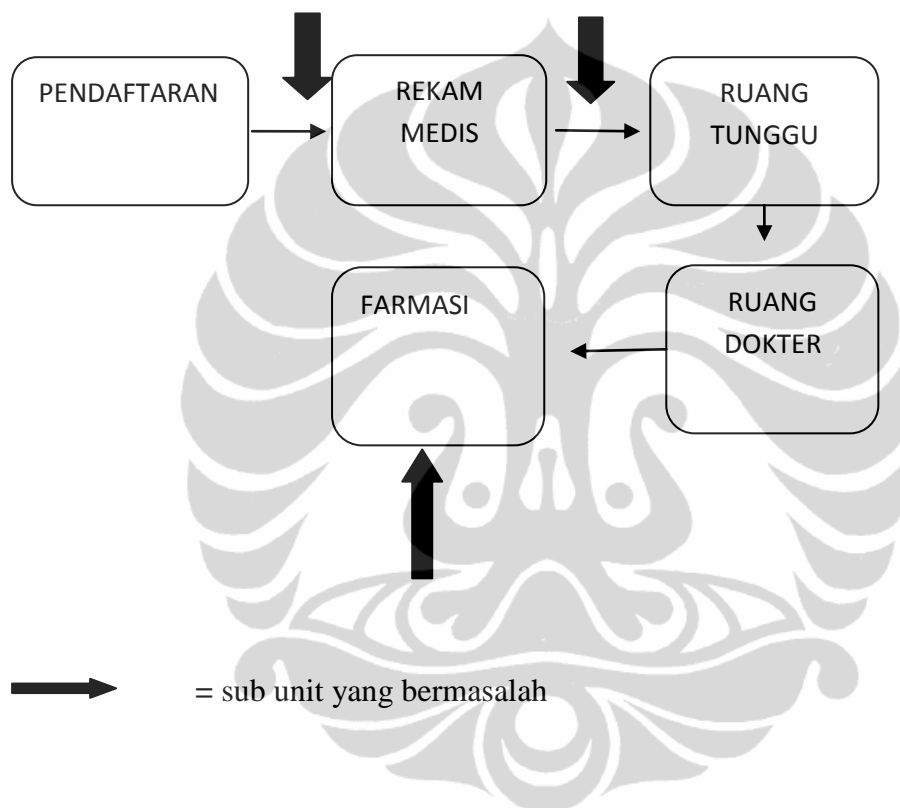 PENDAFTARAN
REKAM
MEDIS
RUANG
TUNGGU
RUANG
DOKTER
FARMASI
= sub unit yang bermasalah